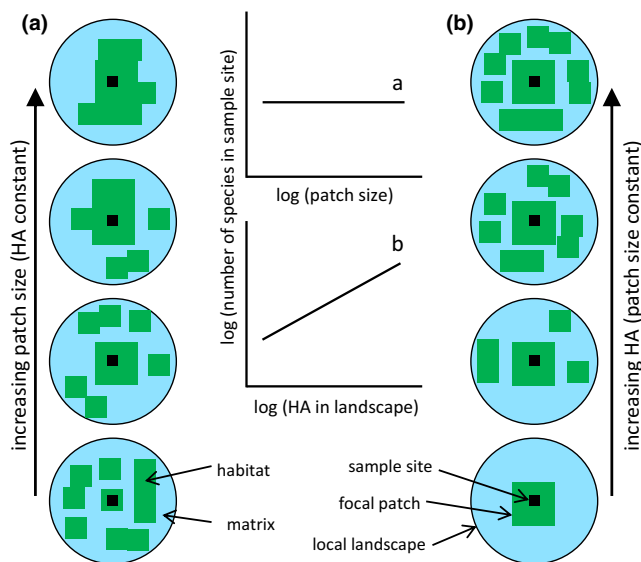 (a)
increasing patch size (HA constant)
log (number of species in sample site)
a
log (patch size)
b
log (HA in landscape)
habitat
matrix
(b)
increasing HA (patch size constant)
sample site
focal patch
local landscape